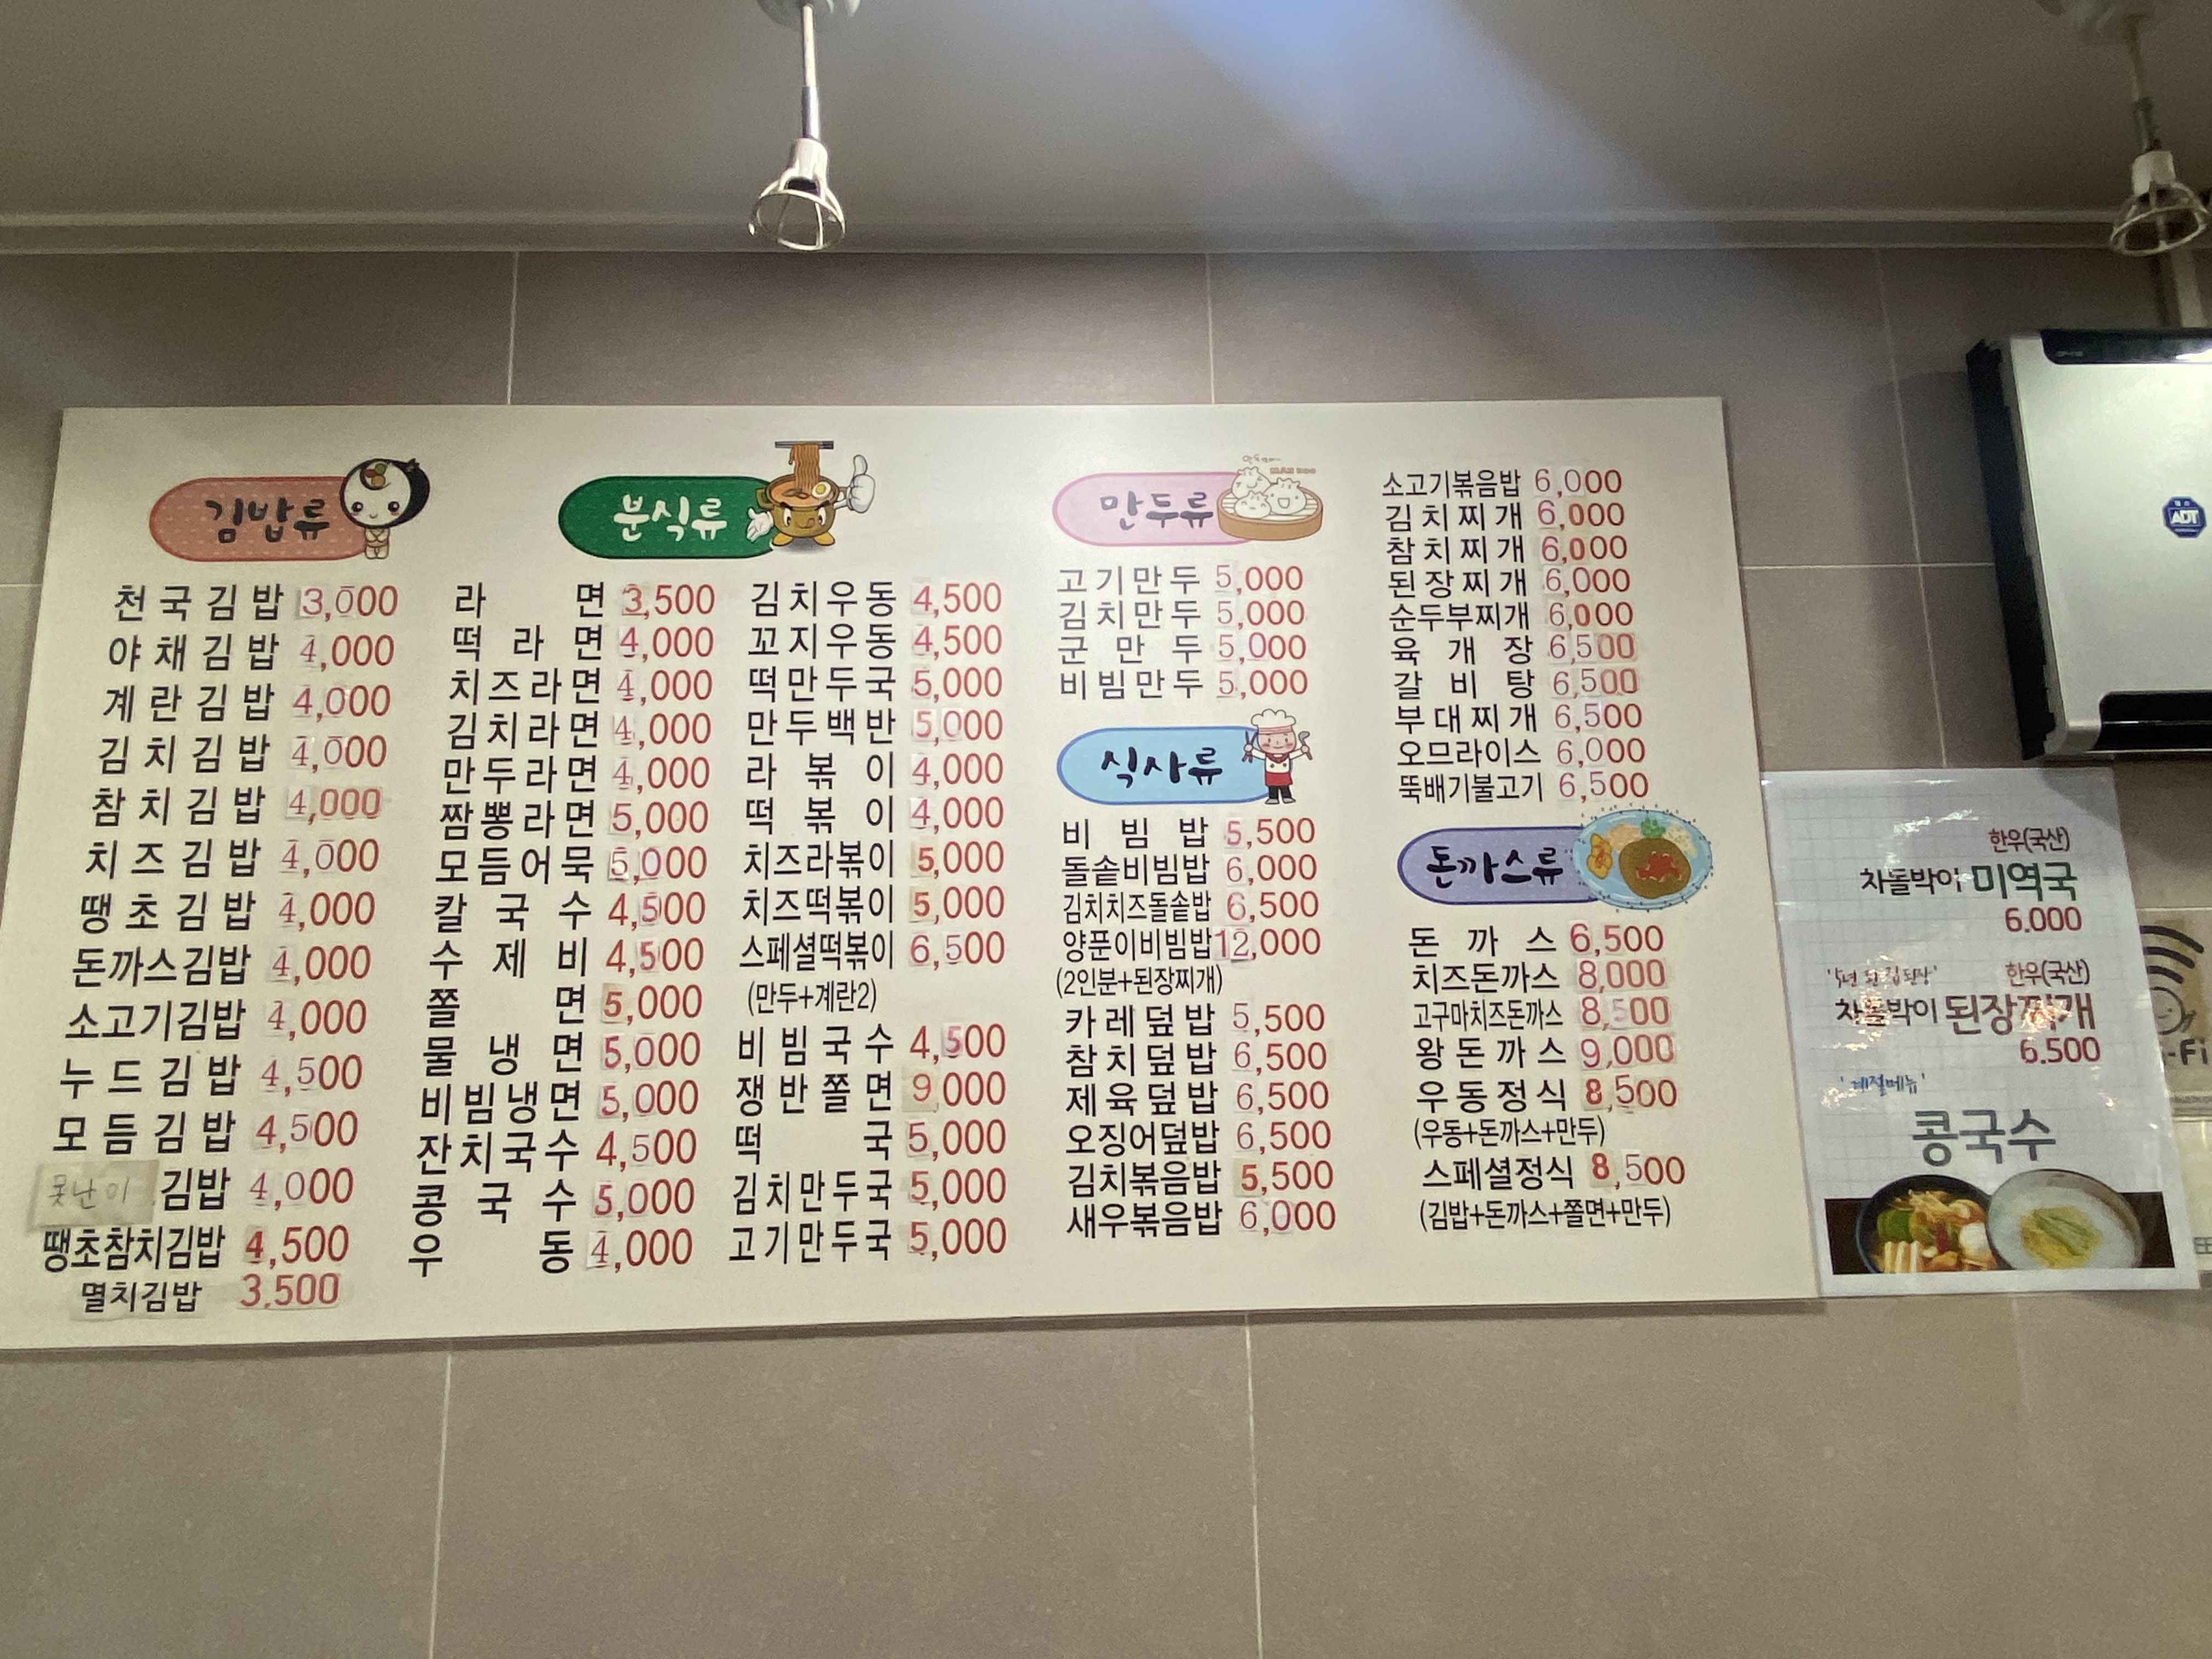 김밥류
천국김밥 3,000
야채김밥 4,000
계란김밥 4,000
김치김밥 4,000
참치김밥 4,000
치즈김밥 4,000
땡초김밥 4,000
돈까스김밥 4,000
소고기김밥 4,000
누드김밥 4,500
모듬김밥 4,500
못난이 김밥 4,000
땡초참치김밥 4,500
멸치김밥 3,500
분식류
라면 3,500
떡라면 4,000
치즈라면 4,000
김치라면 4,000
만두라면 4,000
짬뽕라면 5,000
모듬어묵 5,000
칼국수 4,500
수제비 4,500
쫄면 5,000
물냉면 5,000
비빔냉면 5,000
잔치국수 4,500
콩국수 5,000
우동 4,000
김치우동 4,500
꼬지우동 4,500
떡만두국 5,000
만두백반 5,000
라볶이 4,000
떡볶이 4,000
치즈라볶이 5,000
치즈떡볶이 5,000
스페셜떡볶이 6,500
(만두+계란2)
비빔국수 4,500
쟁반쫄면 9,000
떡국 5,000
김치만두국 5,000
고기만두국 5,000
만두류
고기만두 5,000
김치만두 5,000
군만두 5,000
비빔만두 5,000
식사류
비빔밥 5,500
돌솥비빔밥 6,000
김치치즈돌솥밥 6,500
양푼이비빔밥 12,000
(2인분+된장찌개)
카레덮밥 5,500
참치덮밥 6,500
제육덮밥 6,500
오징어덮밥 6,500
김치볶음밥 5,500
새우볶음밥 6,000
소고기볶음밥 6,000
김치찌개 6,000
참치찌개 6,000
된장찌개 6,000
순두부찌개 6,000
육개장 6,500
갈비탕 6,500
부대찌개 6,500
오므라이스 6,000
뚝배기불고기 6,500
돈까스류
돈까스 6,500
치즈돈까스 8,000
고구마치즈돈까스 8,500
왕돈까스 9,000
우동정식 8,500
(우동+돈까스+만두)
스페셜정식 8,500
(김밥+돈까스+쫄면+만두)
한우(국산)
차돌박이 미역국
6.000
한우(국산)
차돌박이 된장찌개
6.500
'계절메뉴'
콩국수
ADT